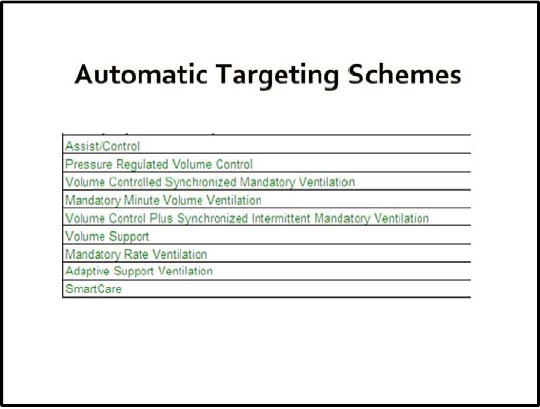 Automatic Targeting Schemes
Assist/Control
Pressure Regulated Volume Control
Volume Controlled Synchronized Mandatory Ventilation
Mandatory Minute Volume Ventilation
Volume Control Plus Synchronized Intermittent Mandatory Ventilation
Volume Support
Mandatory Rate Ventilation
Adaptive Support Ventilation
SmartCare